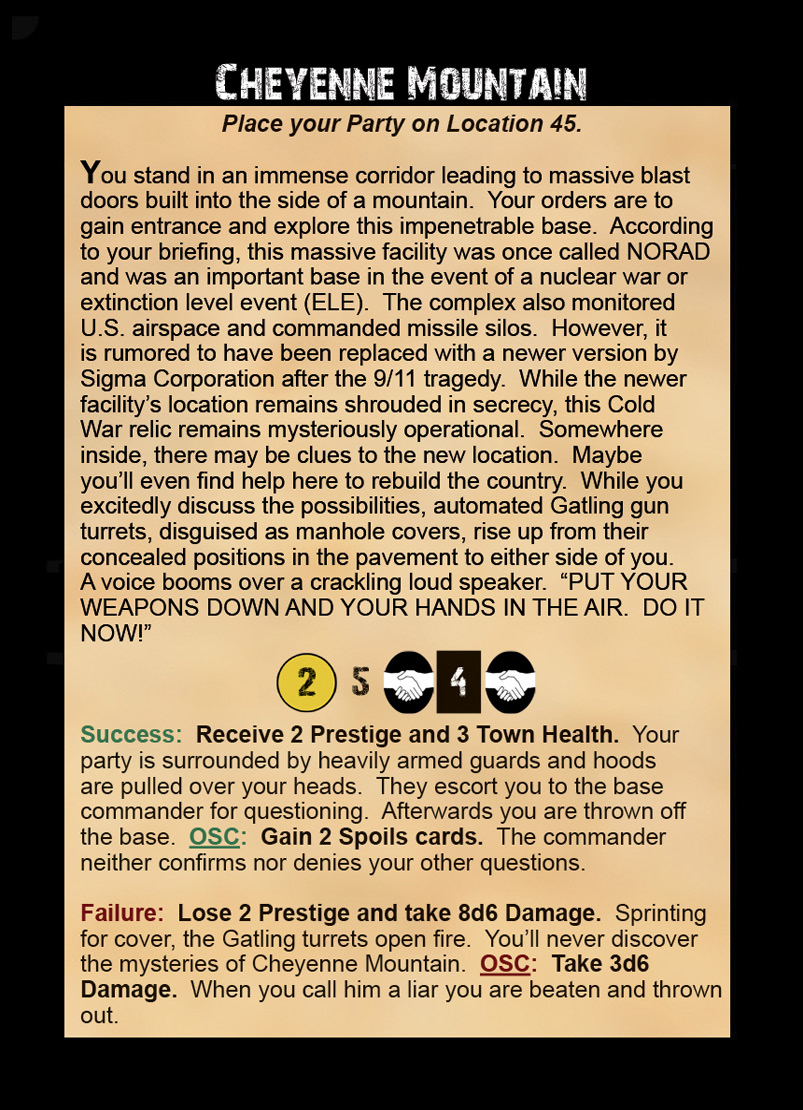 Cheyenne Mountain
Place your Party on Location 45.
You stand in an immense corridor leading to massive blast
doors built into the side of a mountain.  Your orders are to
gain entrance and explore this impenetrable base.  According
to your briefing, this massive facility was once called NORAD
and was an important base in the event of a nuclear war or
extinction level event (ELE).  The complex also monitored
U.S. airspace and commanded missile silos.  However, it
is rumored to have been replaced with a newer version by
Sigma Corporation after the 9/11 tragedy.  While the newer
facility's location remains shrouded in secrecy, this Cold
War relic remains mysteriously operational.  Somewhere
inside, there may be clues to the new location.  Maybe
you'll even find help here to rebuild the country.  While you
excitedly discuss the possibilities, automated Gatling gun
turrets, disguised as manhole covers, rise up from their
concealed positions in the pavement to either side of you.
A voice booms over a crackling loud speaker.  “PUT YOUR
WEAPONS DOWN AND YOUR HANDS IN THE AIR.  DO IT
NOW!”
2 5 4
Success:  Receive 2 Prestige and 3 Town Health.  Your
party is surrounded by heavily armed guards and hoods
are pulled over your heads.  They escort you to the base
commander for questioning.  Afterwards you are thrown off
the base.  OSC:  Gain 2 Spoils cards.  The commander
neither confirms nor denies your other questions.
Failure:  Lose 2 Prestige and take 8d6 Damage.  Sprinting
for cover, the Gatling turrets open fire.  You'll never discover
the mysteries of Cheyenne Mountain.  OSC:  Take 3d6
Damage.  When you call him a liar you are beaten and thrown
out.